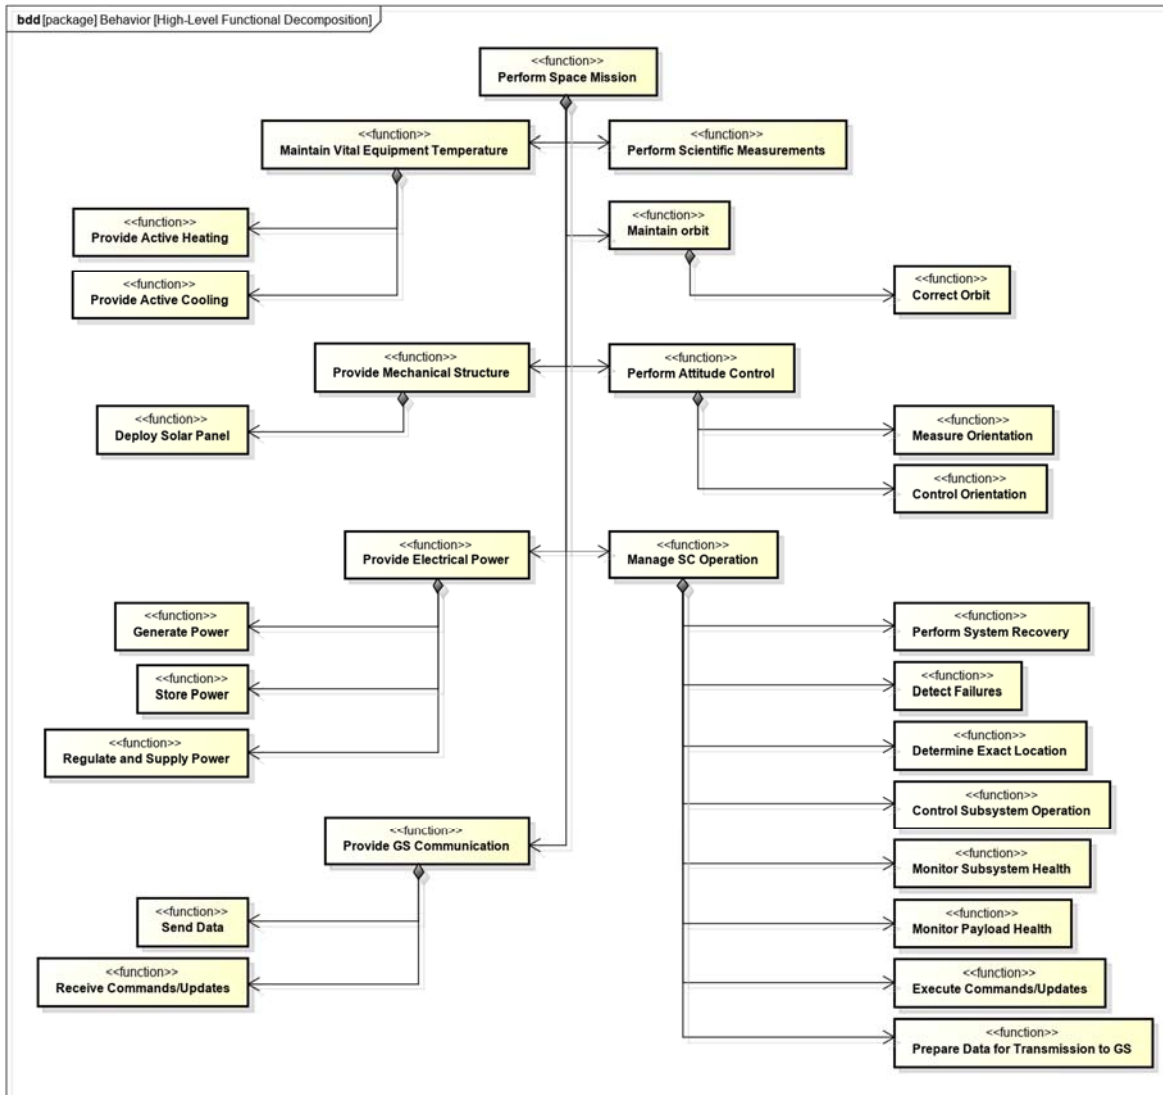 bdd [package] Behavior [High-Level Functional Decomposition]
<<function>>
Perform Space Mission
<<function>>
Maintain Vital Equipment Temperature
<<function>>
Perform Scientific Measurements
<<function>>
Provide Active Heating
<<function>>
Maintain orbit
<<function>>
Provide Active Cooling
<<function>>
Correct Orbit
<<function>>
Provide Mechanical Structure
<<function>>
Perform Attitude Control
<<function>>
Deploy Solar Panel
<<function>>
Measure Orientation
<<function>>
Control Orientation
<<function>>
Provide Electrical Power
<<function>>
Manage SC Operation
<<function>>
Generate Power
<<function>>
Perform System Recovery
<<function>>
Store Power
<<function>>
Detect Failures
<<function>>
Regulate and Supply Power
<<function>>
Determine Exact Location
<<function>>
Control Subsystem Operation
<<function>>
Provide GS Communication
<<function>>
Monitor Subsystem Health
<<function>>
Send Data
<<function>>
Monitor Payload Health
<<function>>
Receive Commands/Updates
<<function>>
Execute Commands/Updates
<<function>>
Prepare Data for Transmission to GS